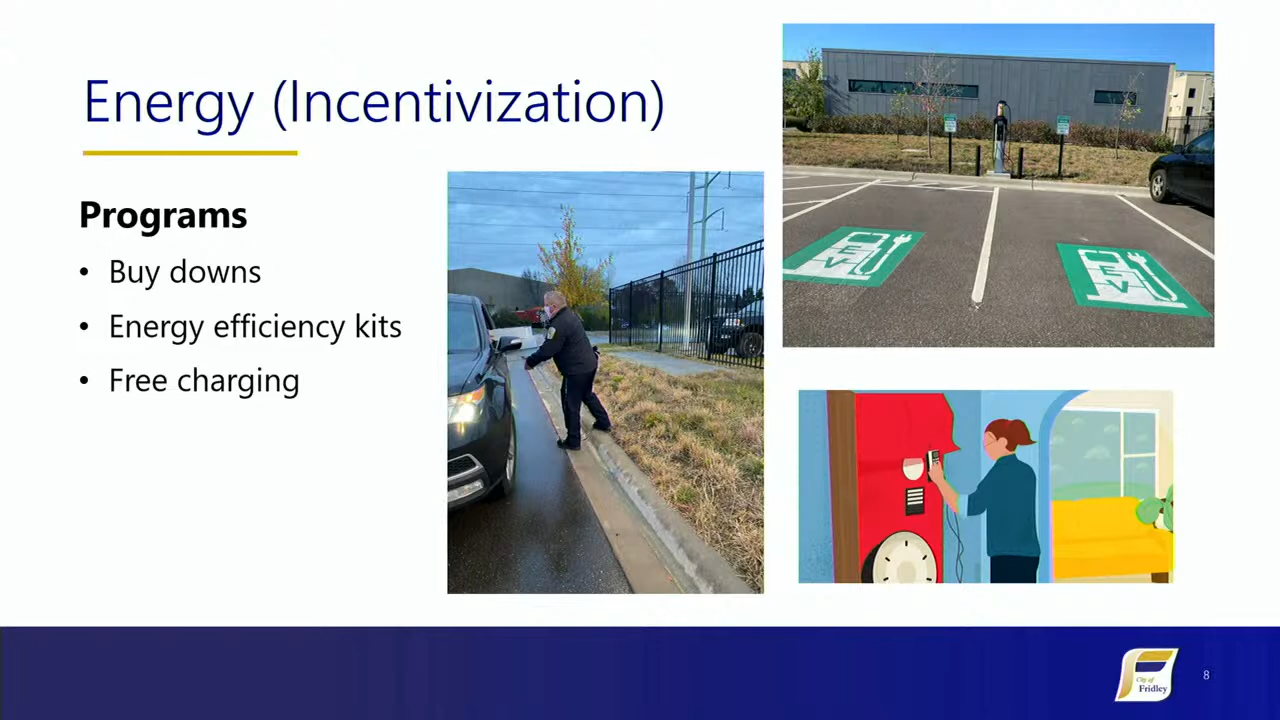 Energy (Incentivization)
Programs
• Buy downs
• Energy efficiency kits
• Free charging
EV
EV
City of
Fridley
8